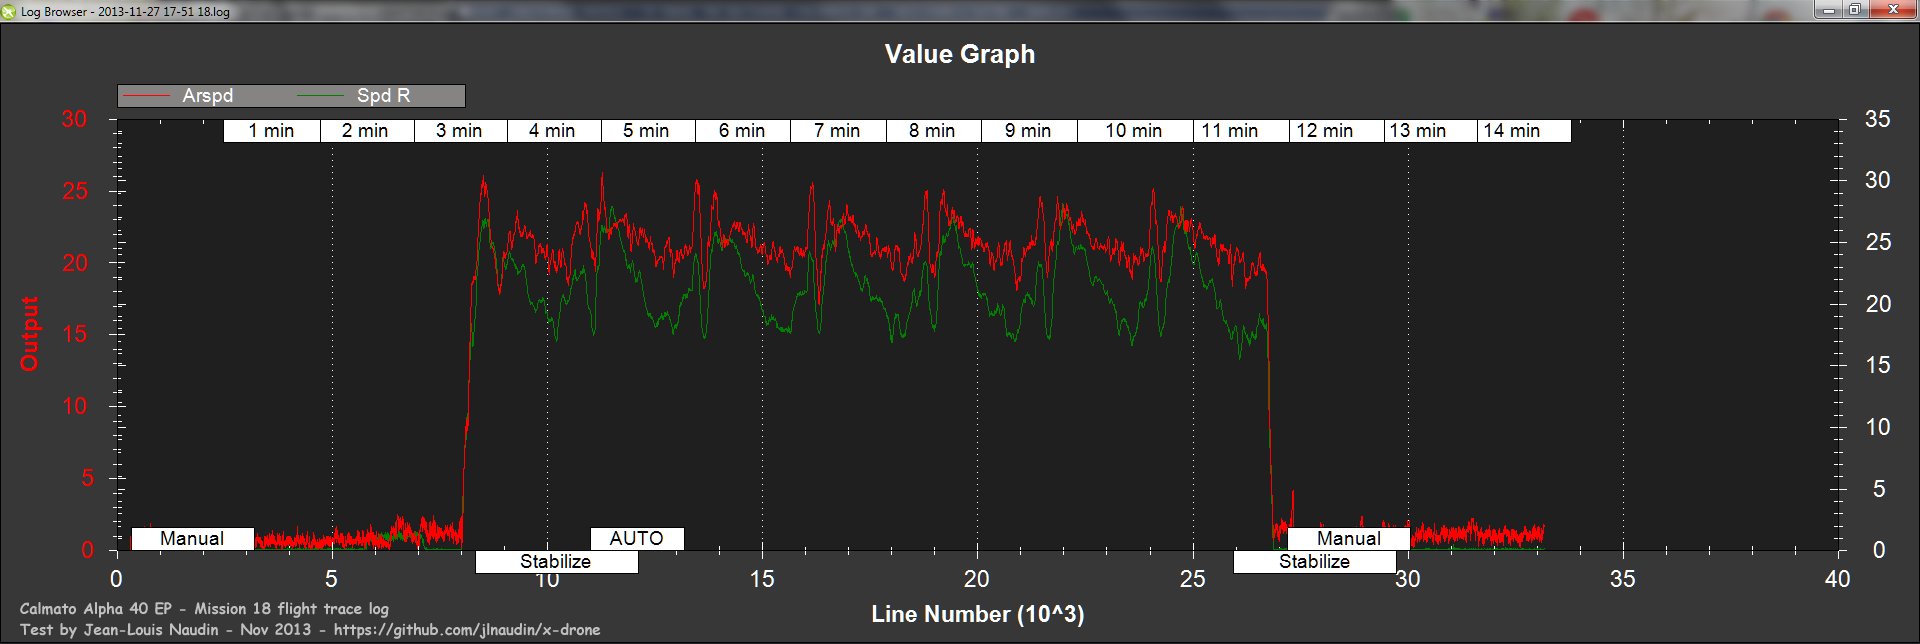 Log Browser - 2013-11-27 17-51 18.log
Value Graph
Arspd Spd R
30 35
1 min 2 min 3 min 4 min 5 min 6 min 7 min 8 min 9 min 10 min 11 min 12 min 13 min 14 min
25 30
20 25
15 20
10 15
5 10
0 5
0
Output
Manual AUTO Manual
Stabilize Stabilize
0 5 10 15 20 25 30 35 40
Line Number (10^3)
Calmato Alpha 40 EP - Mission 18 flight trace log
Test by Jean-Louis Naudin - Nov 2013 - https://github.com/jlnaudin/x-drone